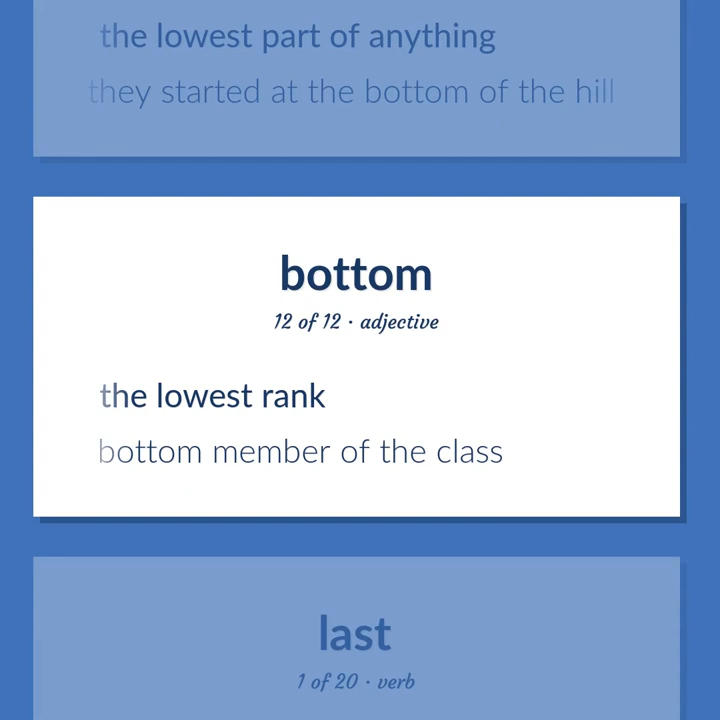 the lowest part of anything
they started at the bottom of the hill
bottom
12 of 12 · adjective
the lowest rank
bottom member of the class
last
1 of 20 · verb